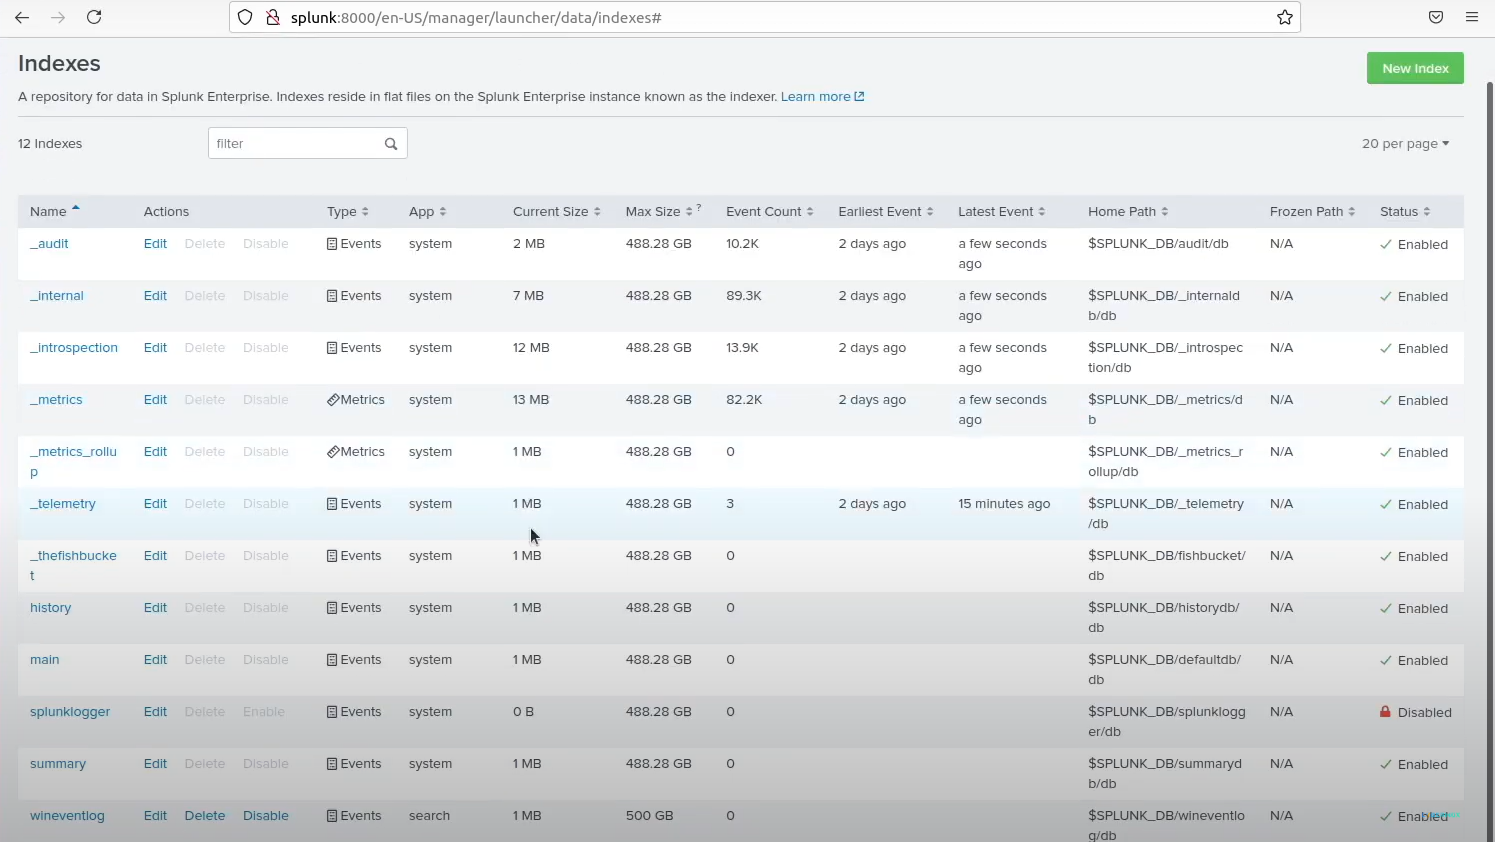 splunk:8000/en-US/manager/launcher/data/indexes#
Indexes
New Index
A repository for data in Splunk Enterprise. Indexes reside in flat files on the Splunk Enterprise instance known as the indexer. Learn more
12 Indexes filter 20 per page
Name Actions Type App Current Size Max Size ? Event Count Earliest Event Latest Event Home Path Frozen Path Status
_audit Edit Delete Disable Events system 2 MB 488.28 GB 10.2K 2 days ago a few seconds $SPLUNK_DB/audit/db N/A Enabled
ago
_internal Edit Delete Disable Events system 7 MB 488.28 GB 89.3K 2 days ago a few seconds $SPLUNK_DB/_internald N/A Enabled
ago b/db
_introspection Edit Delete Disable Events system 12 MB 488.28 GB 13.9K 2 days ago a few seconds $SPLUNK_DB/_introspec N/A Enabled
ago tion/db
_metrics Edit Delete Disable Metrics system 13 MB 488.28 GB 82.2K 2 days ago a few seconds $SPLUNK_DB/_metrics/d N/A Enabled
ago b
_metrics_rollu Edit Delete Disable Metrics system 1 MB 488.28 GB 0 $SPLUNK_DB/_metrics_r N/A Enabled
p ollup/db
_telemetry Edit Delete Disable Events system 1 MB 488.28 GB 3 2 days ago 15 minutes ago $SPLUNK_DB/_telemetry N/A Enabled
/db
_thefishbucke Edit Delete Disable Events system 1 MB 488.28 GB 0 $SPLUNK_DB/fishbucket/ N/A Enabled
t db
history Edit Delete Disable Events system 1 MB 488.28 GB 0 $SPLUNK_DB/historydb/ N/A Enabled
db
main Edit Delete Disable Events system 1 MB 488.28 GB 0 $SPLUNK_DB/defaultdb/ N/A Enabled
db
splunklogger Edit Delete Enable Events system 0 B 488.28 GB 0 $SPLUNK_DB/splunklogg N/A Disabled
er/db
summary Edit Delete Disable Events system 1 MB 488.28 GB 0 $SPLUNK_DB/summaryd N/A Enabled
b/db
wineventlog Edit Delete Disable Events search 1 MB 500 GB 0 $SPLUNK_DB/wineventlo N/A Enabled
g/db